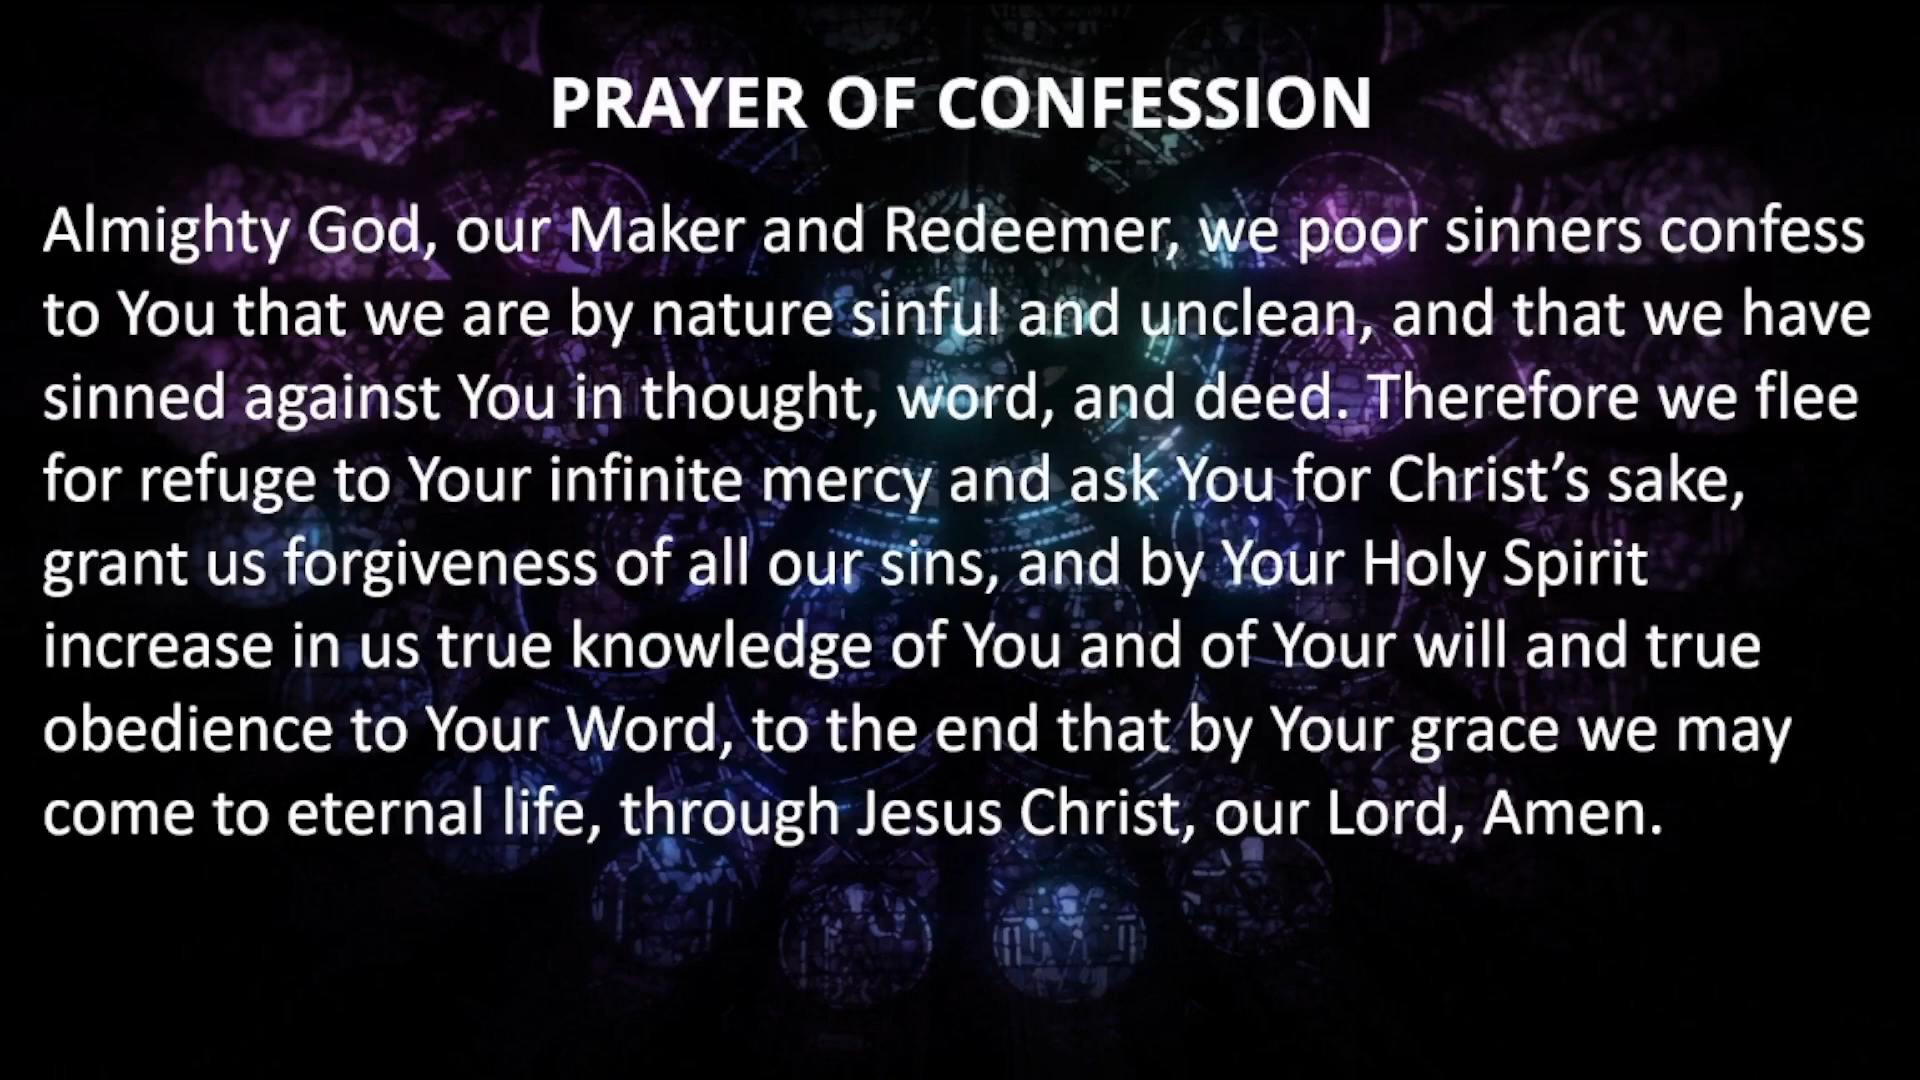 PRAYER OF CONFESSION
Almighty God, our Maker and Redeemer, we poor sinners confess
to You that we are by nature sinful and unclean, and that we have
sinned against You in thought, word, and deed. Therefore we flee
for refuge to Your infinite mercy and ask You for Christ’s sake,
grant us forgiveness of all our sins, and by Your Holy Spirit
increase in us true knowledge of You and of Your will and true
obedience to Your Word, to the end that by Your grace we may
come to eternal life, through Jesus Christ, our Lord, Amen.